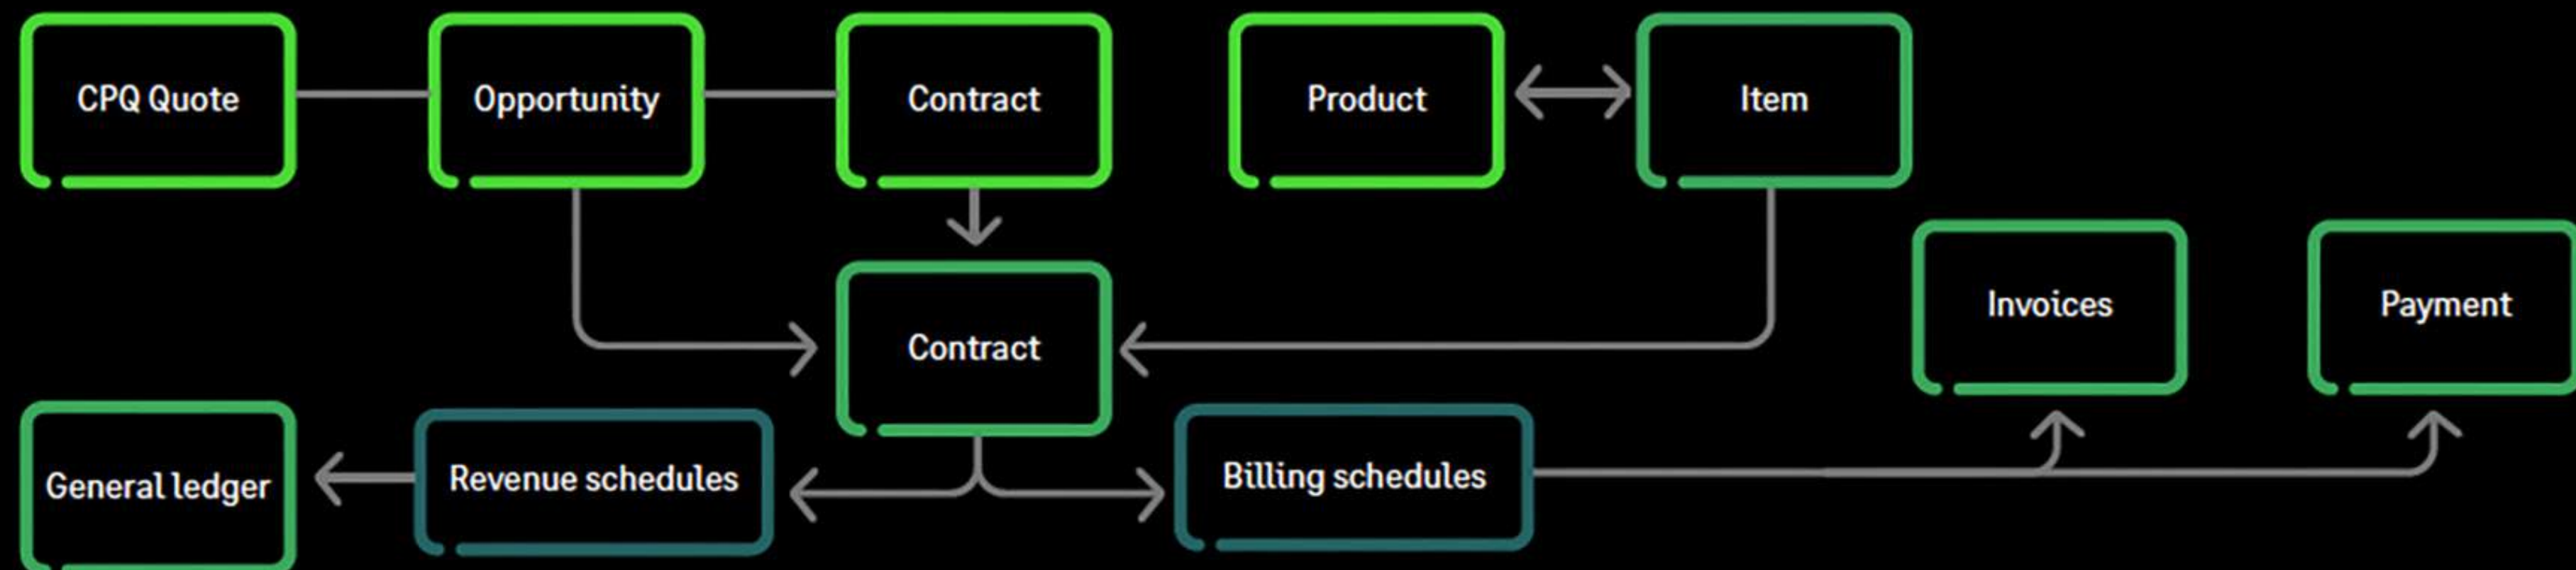 CPQ Quote
Opportunity
Contract
Product
Item
Invoices
Payment
Contract
General ledger
Revenue schedules
Billing schedules